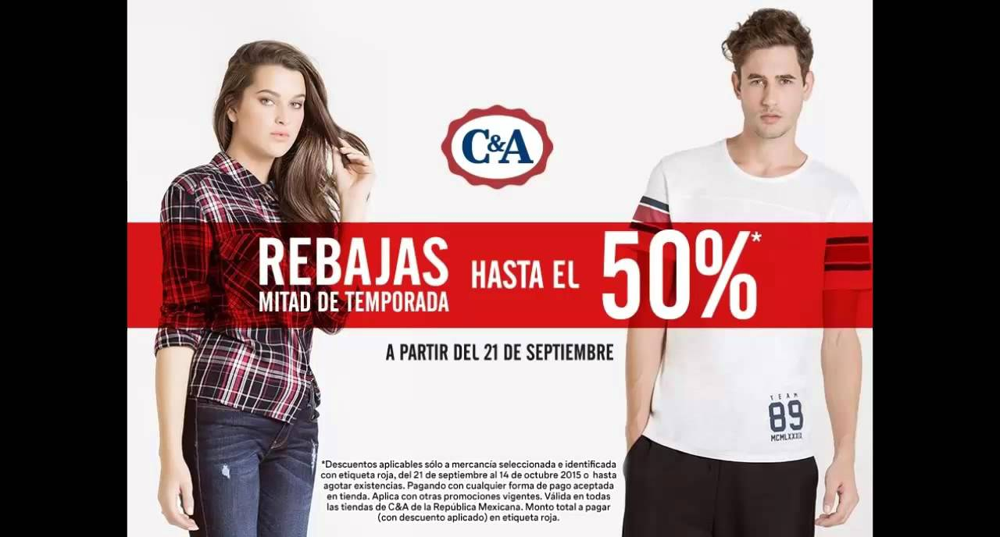 C&A
REBAJAS
MITAD DE TEMPORADA
HASTA EL
50%*
A PARTIR DEL 21 DE SEPTIEMBRE
TEAM
89
MCMLXXXIX
*Descuentos aplicables sólo a mercancía seleccionada e identificada
con etiqueta roja, del 21 de septiembre al 14 de octubre 2015 o hasta
agotar existencias. Pagando con cualquier forma de pago aceptada
en tienda. Aplica con otras promociones vigentes. Válida en todas
las tiendas de C&A de la República Mexicana. Monto total a pagar
(con descuento aplicado) en etiqueta roja.